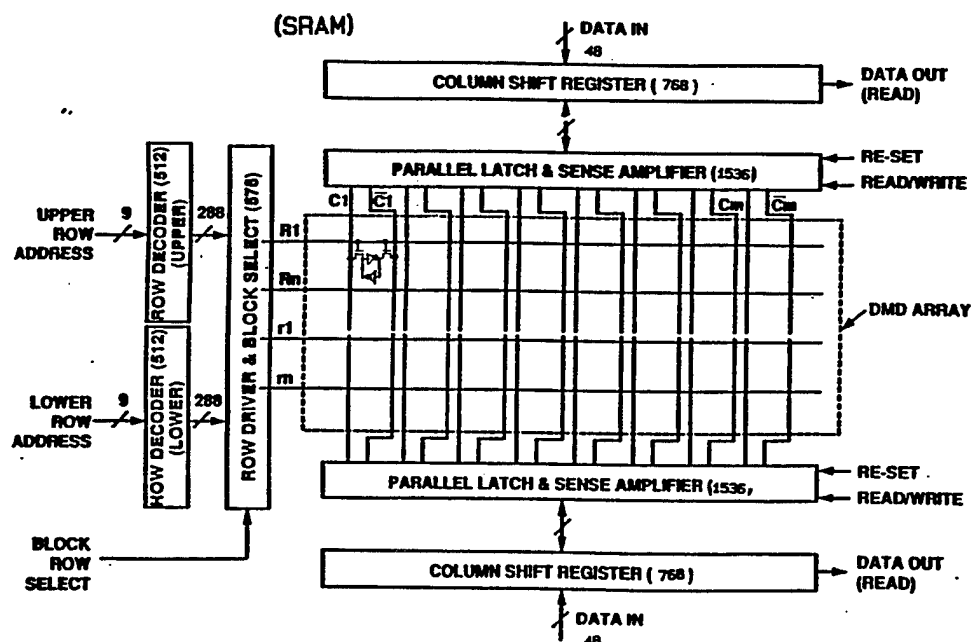 (SRAM)
DATA IN
48
COLUMN SHIFT REGISTER ( 768)
DATA OUT
(READ)
PARALLEL LATCH & SENSE AMPLIFIER (1536)
RE-SET
READ/WRITE
C1
C̅1̅
Cm
C̅m̅
UPPER
ROW
ADDRESS
9
ROW DECODER (512)
(UPPER)
288
ROW DRIVER & BLOCK SELECT (576)
R1
Rn
r1
rn
DMD ARRAY
LOWER
ROW
ADDRESS
9
ROW DECODER (512)
(LOWER)
288
PARALLEL LATCH & SENSE AMPLIFIER (1536,
RE-SET
READ/WRITE
BLOCK
ROW
SELECT
COLUMN SHIFT REGISTER ( 768)
DATA OUT
(READ)
DATA IN
48